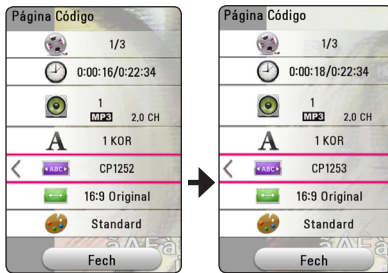 Página Código
1/3
0:00:16/0:22:34
1
MP3 2,0 CH
A 1 KOR
ABC CP1252
16:9 Original
Standard
Fech
Página Código
1/3
0:00:18/0:22:34
1
MP3 2,0 CH
A 1 KOR
ABC CP1253
16:9 Original
Standard
Fech